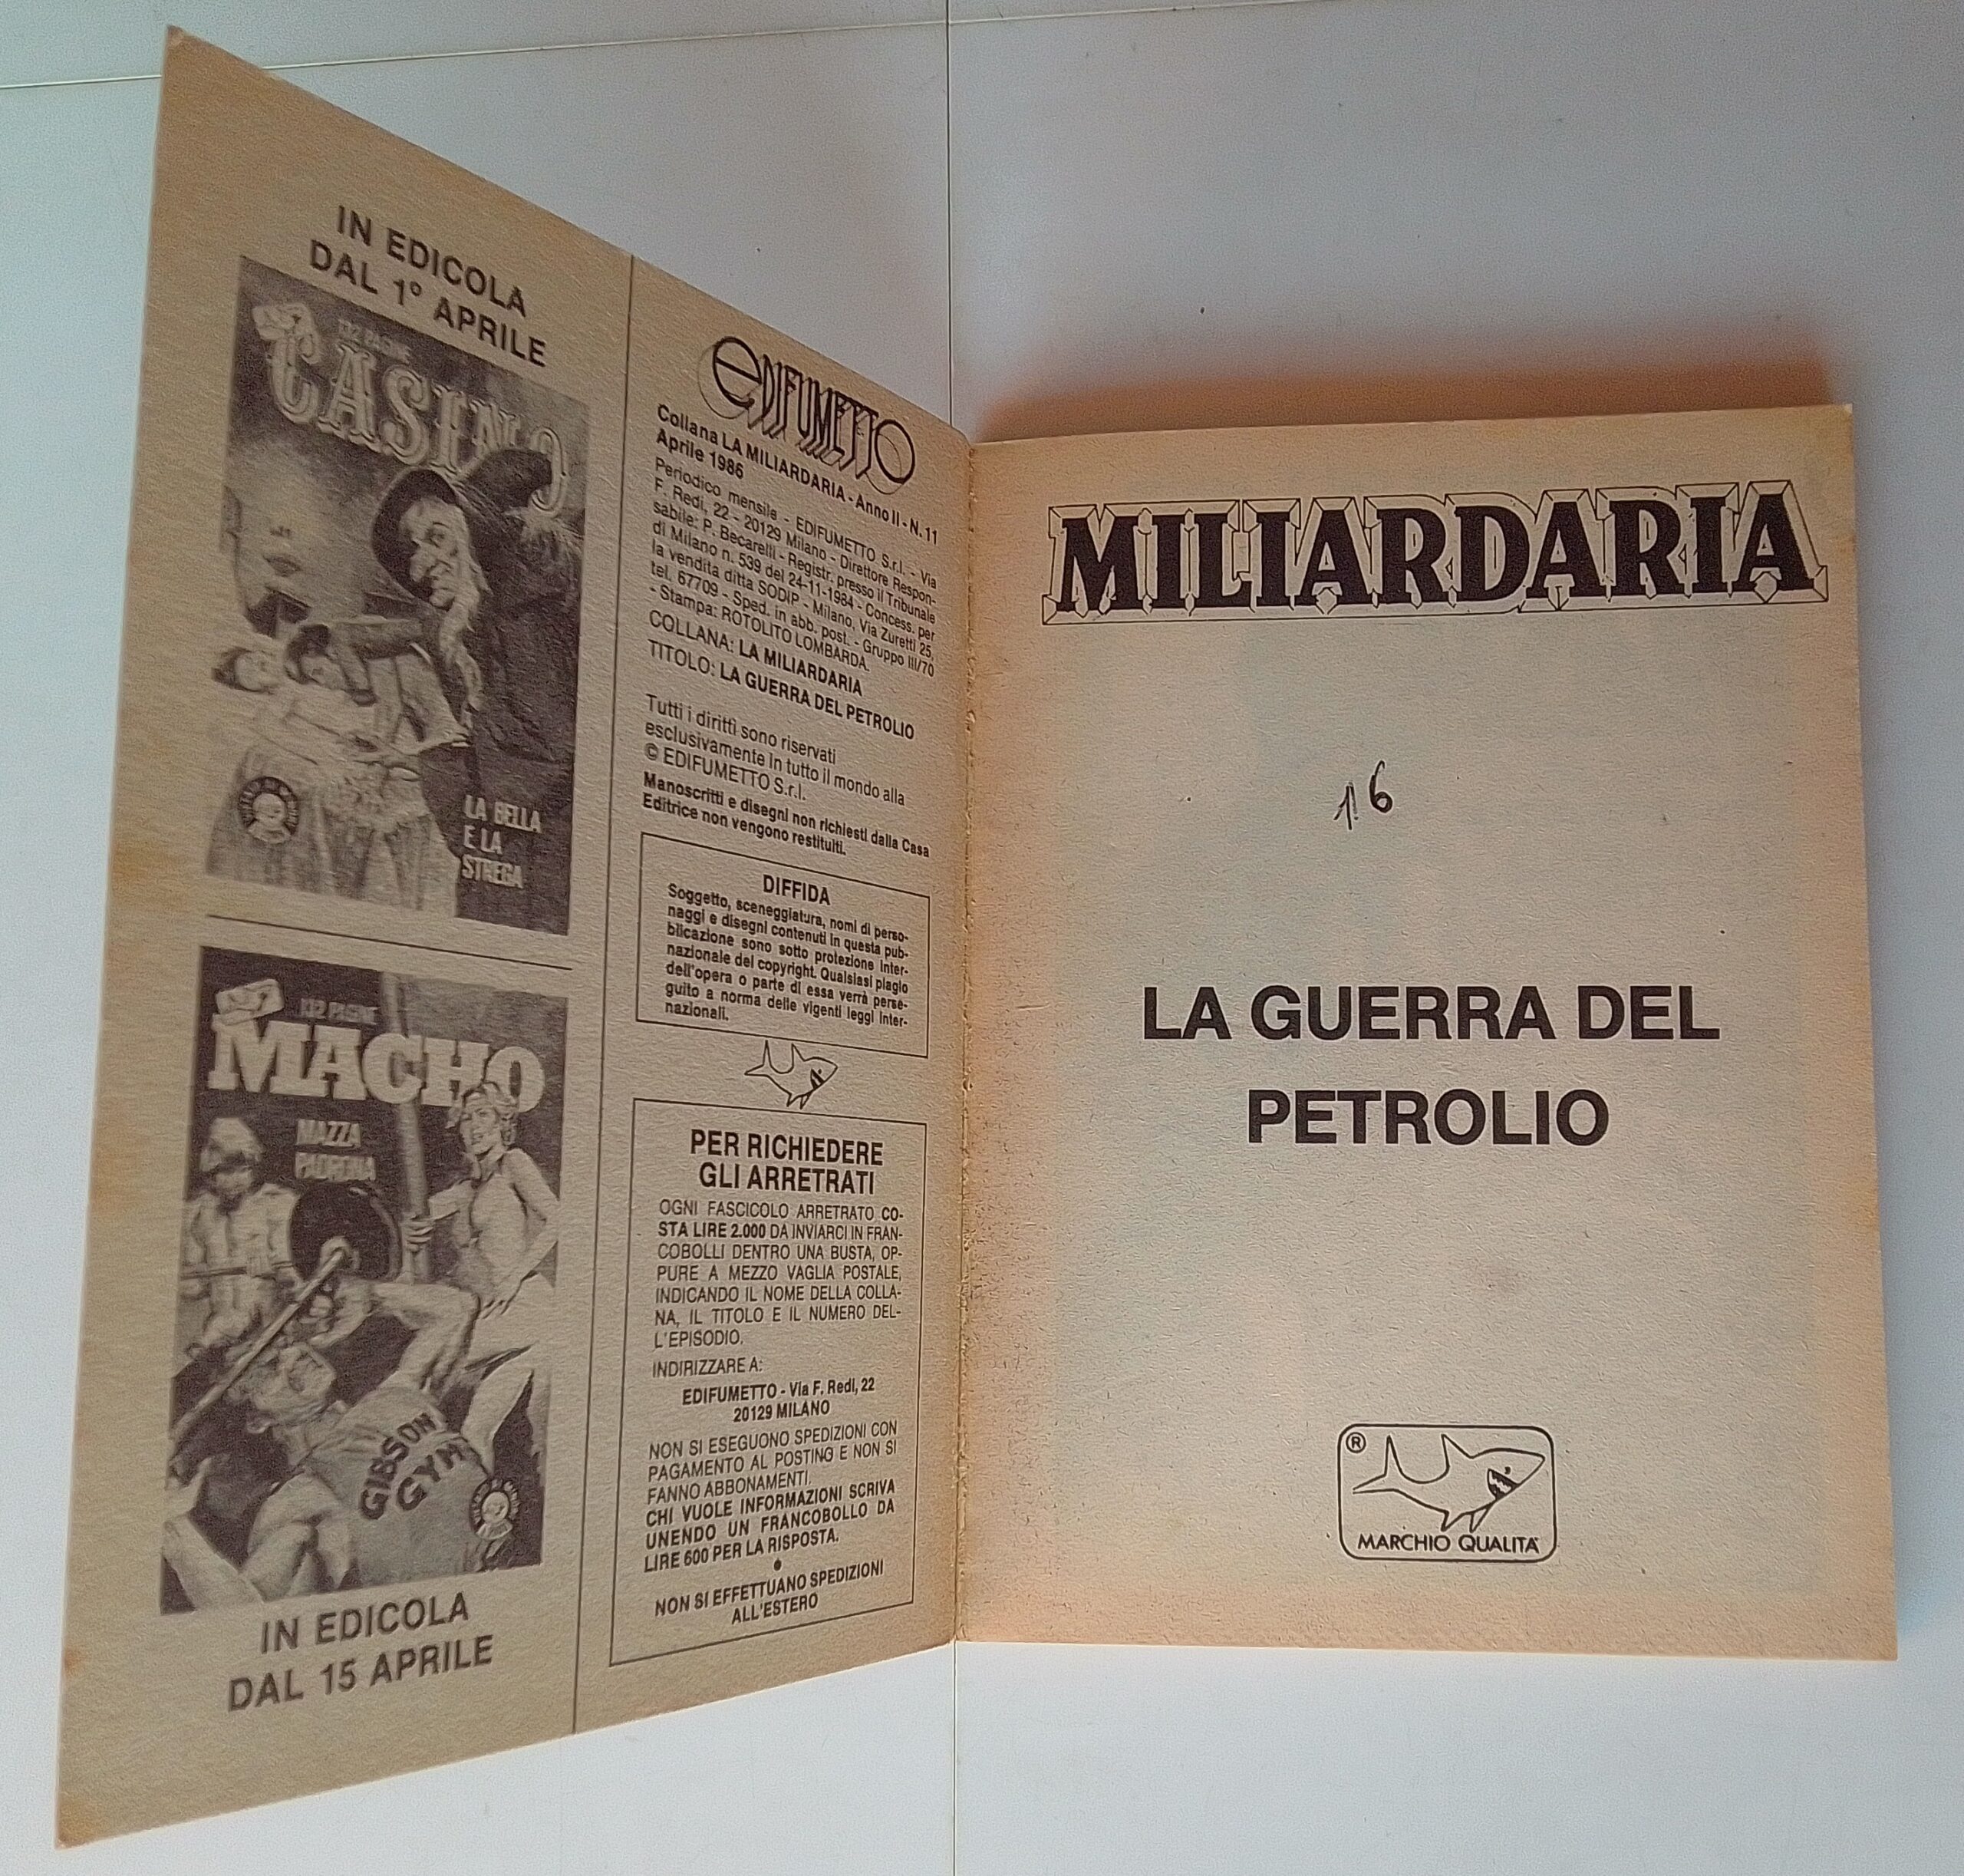 IN EDICOLA
DAL 1° APRILE
132 PAGINE
CASINO
LA BELLA
E LA
STREGA
132 PAGINE
MACHO
MAZZA
PADRONA
GIBSON
GYM
IN EDICOLA
DAL 15 APRILE
EDIFUMETTO
Collana LA MILIARDARIA - Anno II - N. 11
Aprile 1986
Periodico mensile - EDIFUMETTO S.r.l. - Via
F. Redi, 22 - 20129 Milano - Direttore Respon-
sabile: P. Becarelli - Registr. presso il Tribunale
di Milano n. 539 del 24-11-1984 - Concess. per
la vendita ditta SODIP - Milano, Via Zuretti 25,
tel. 67709 - Sped. in abb. post. - Gruppo III/70
- Stampa: ROTOLITO LOMBARDA.
COLLANA: LA MILIARDARIA
TITOLO: LA GUERRA DEL PETROLIO
Tutti i diritti sono riservati
esclusivamente in tutto il mondo alla
© EDIFUMETTO S.r.l.
Manoscritti e disegni non richiesti dalla Casa
Editrice non vengono restituiti.
DIFFIDA
Soggetto, sceneggiatura, nomi di perso-
naggi e disegni contenuti in questa pub-
blicazione sono sotto protezione inter-
nazionale del copyright. Qualsiasi plagio
dell'opera o parte di essa verrà perse-
guito a norma delle vigenti leggi inter-
nazionali.
PER RICHIEDERE
GLI ARRETRATI
OGNI FASCICOLO ARRETRATO CO-
STA LIRE 2.000 DA INVIARCI IN FRAN-
COBOLLI DENTRO UNA BUSTA, OP-
PURE A MEZZO VAGLIA POSTALE,
INDICANDO IL NOME DELLA COLLA-
NA, IL TITOLO E IL NUMERO DEL-
L'EPISODIO.
INDIRIZZARE A:
EDIFUMETTO - Via F. Redi, 22
20129 MILANO
NON SI ESEGUONO SPEDIZIONI CON
PAGAMENTO AL POSTING E NON SI
FANNO ABBONAMENTI.
CHI VUOLE INFORMAZIONI SCRIVA
UNENDO UN FRANCOBOLLO DA
LIRE 600 PER LA RISPOSTA.
•
NON SI EFFETTUANO SPEDIZIONI
ALL'ESTERO
MILIARDARIA
16
LA GUERRA DEL
PETROLIO
®
MARCHIO QUALITA'